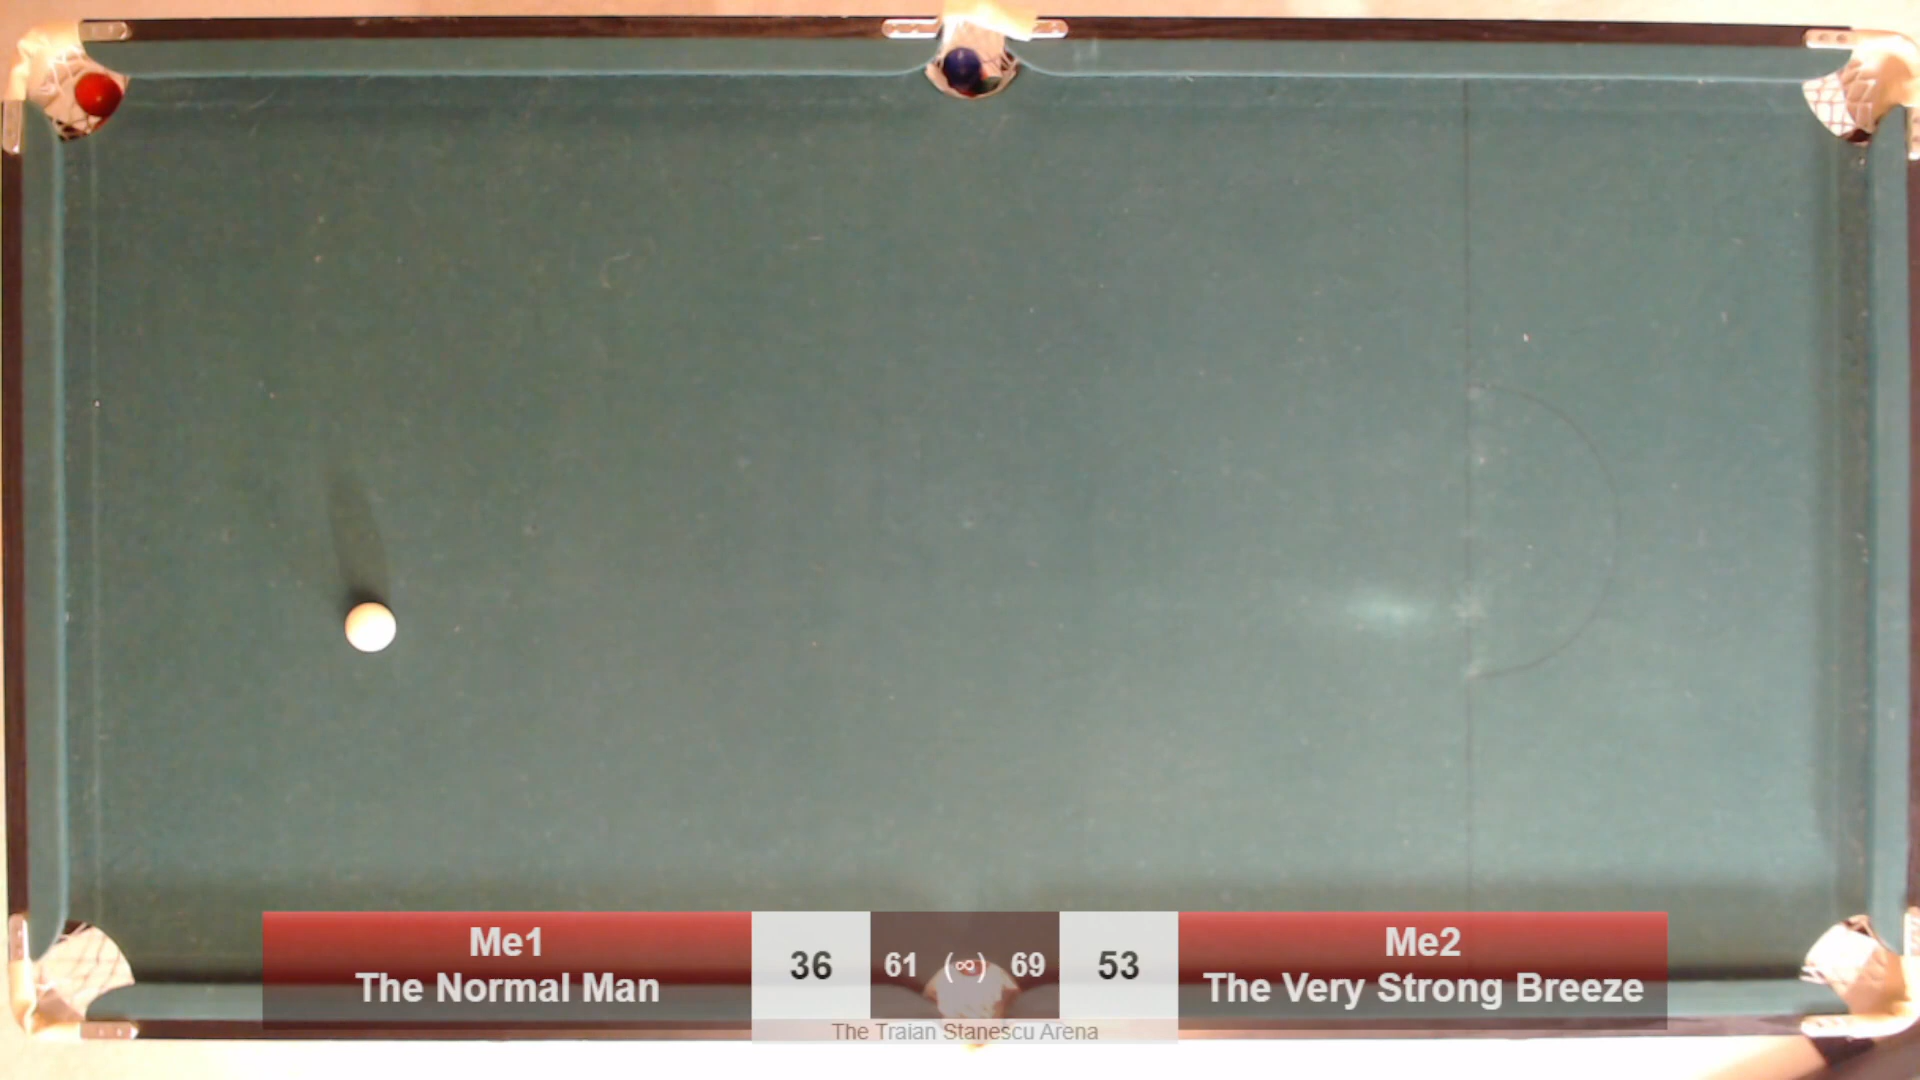 Me1
The Normal Man
36
61 (∞) 69
53
Me2
The Very Strong Breeze
The Traian Stanescu Arena